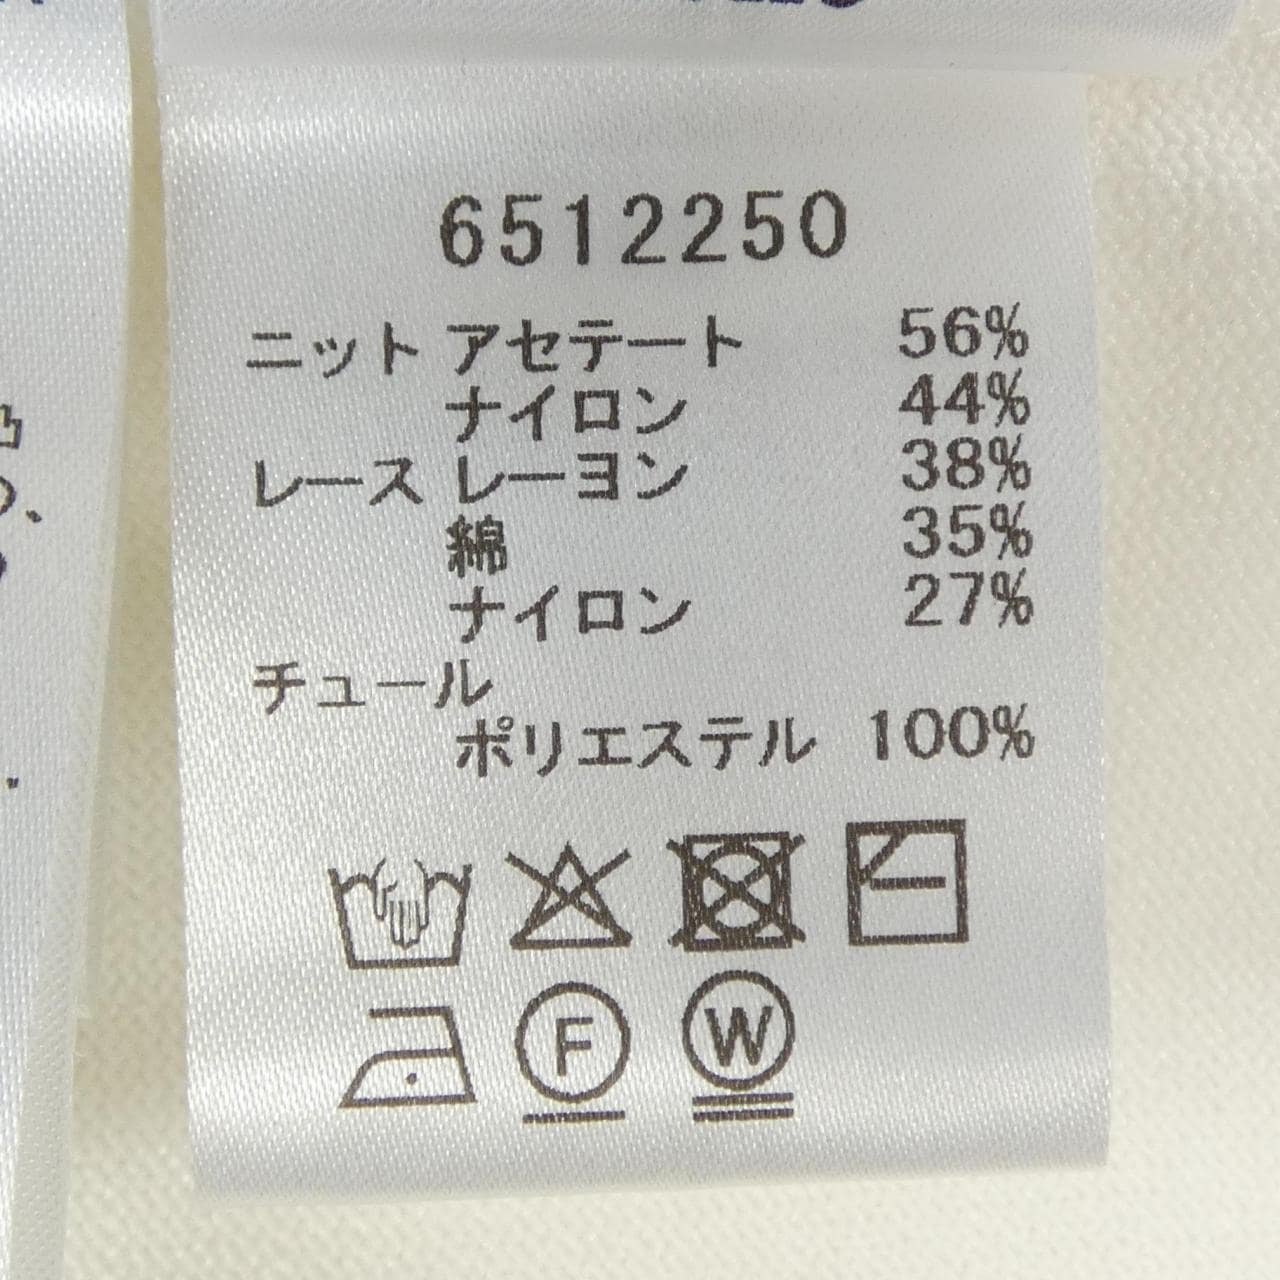 6512250
ニット アセテート 56%
ナイロン 44%
レース レーヨン 38%
綿 35%
ナイロン 27%
チュール
ポリエステル 100%
F W